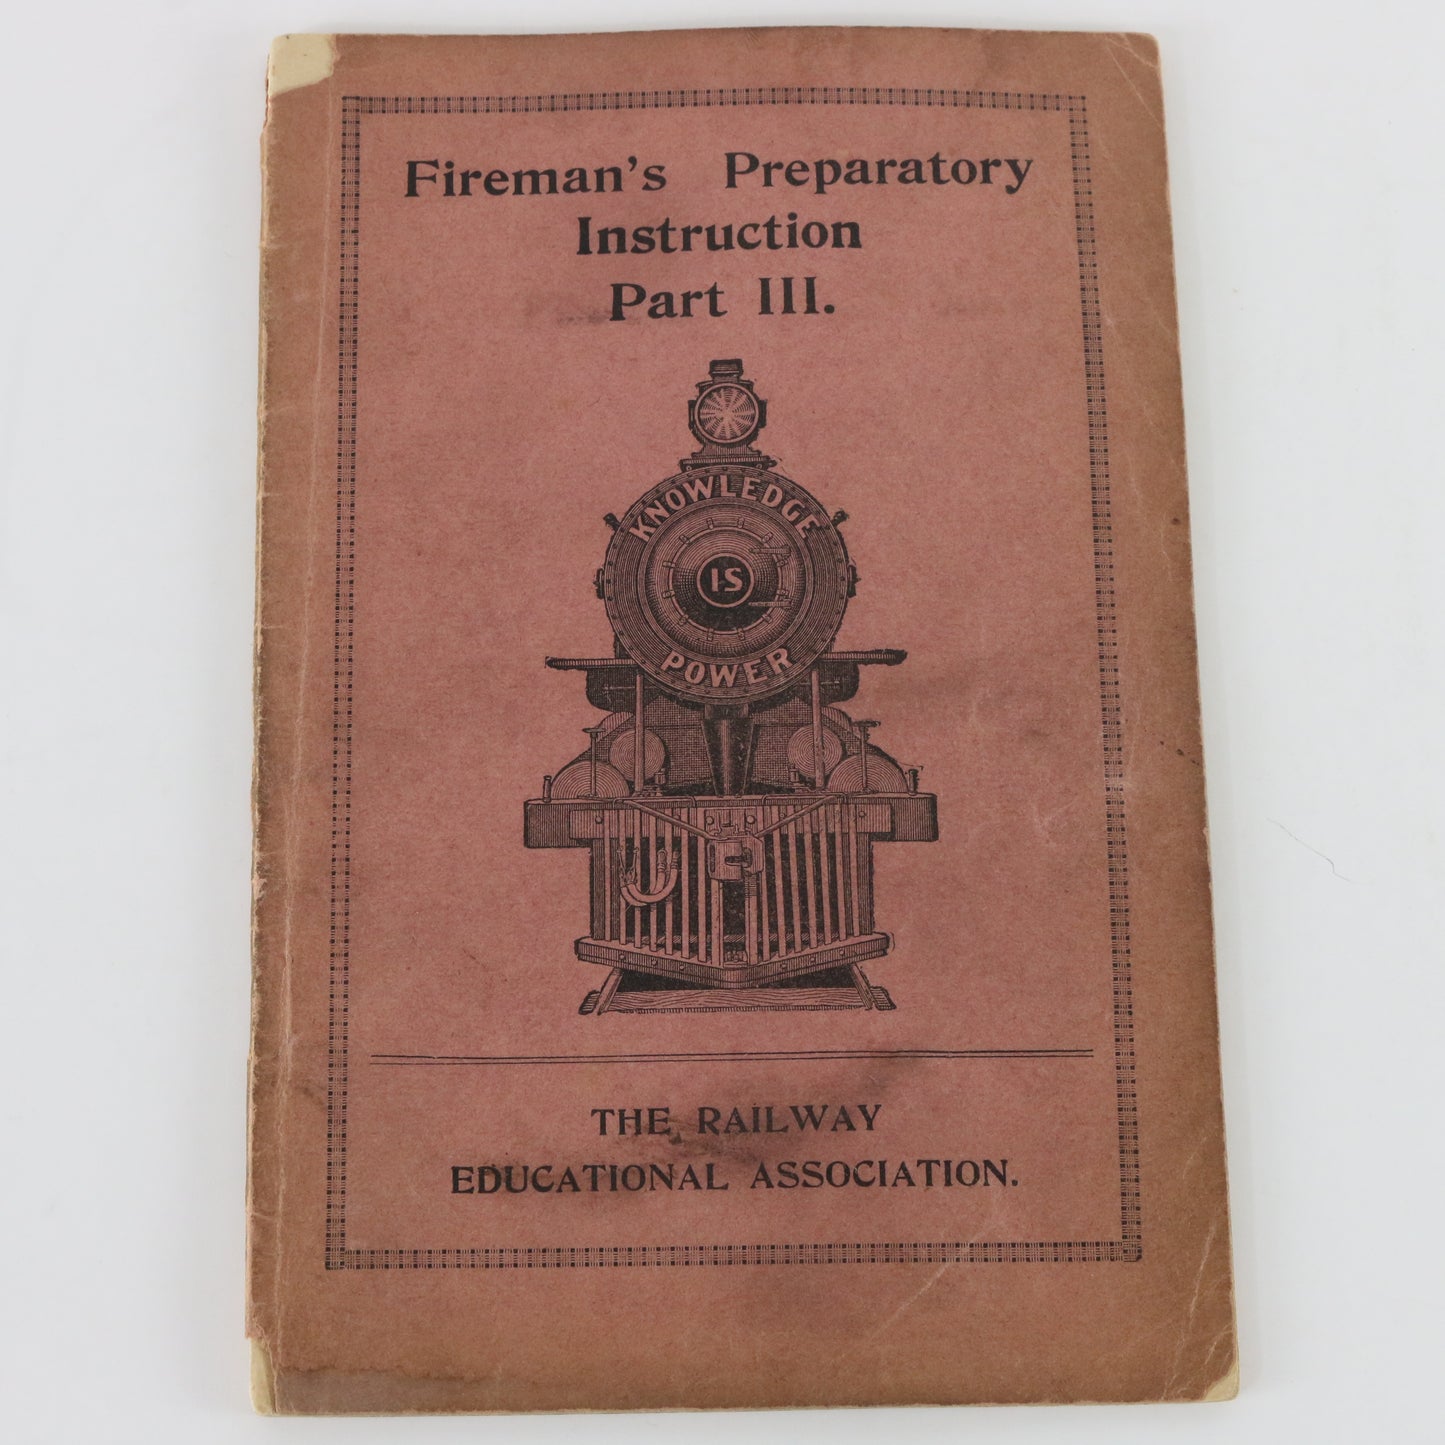 Fireman's Preparatory
Instruction
Part III.
KNOWLEDGE
IS
POWER
THE RAILWAY
EDUCATIONAL ASSOCIATION.